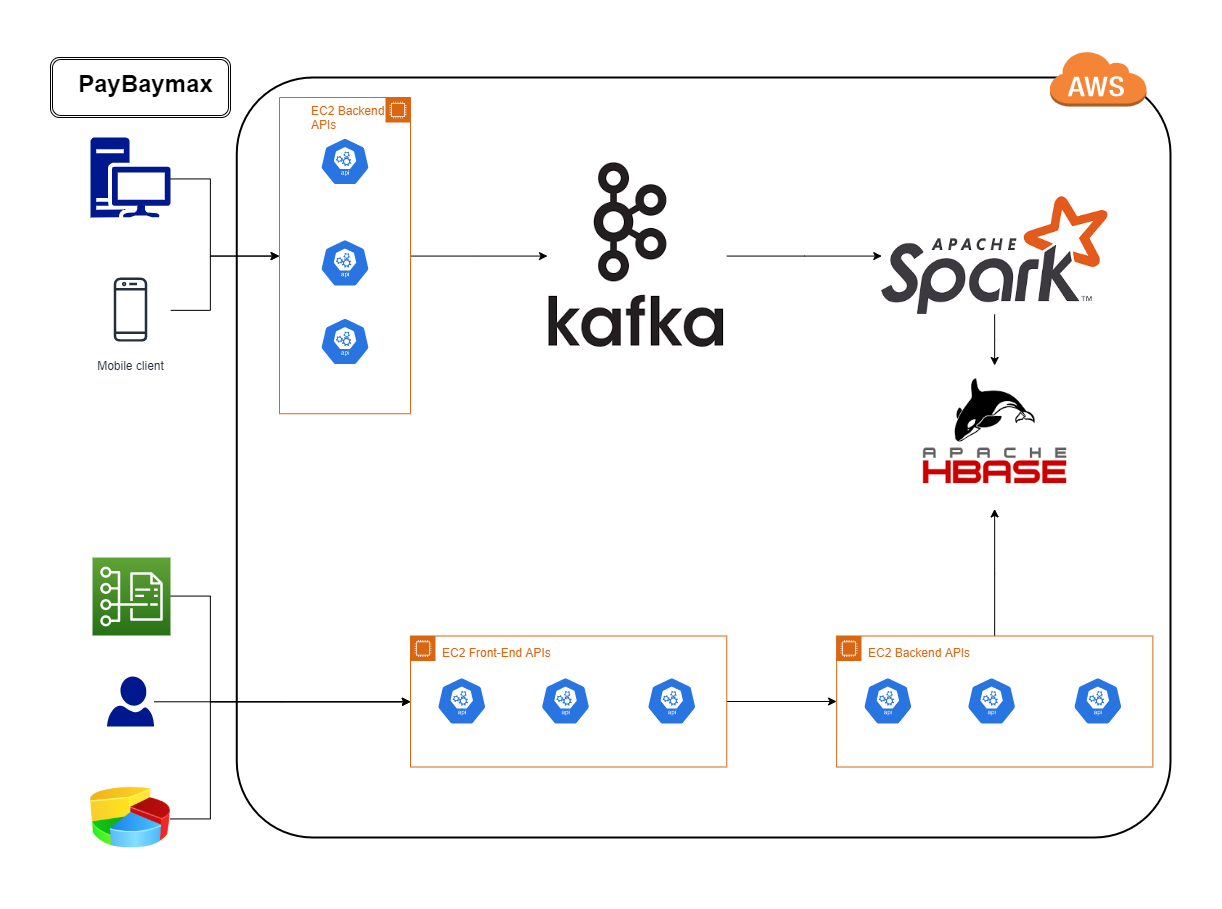 PayBaymax
AWS
EC2 Backend
APIs
api
api
api
Mobile client
kafka
APACHE
Spark™
APACHE
HBASE
EC2 Front-End APIs
api
api
api
EC2 Backend APIs
api
api
api